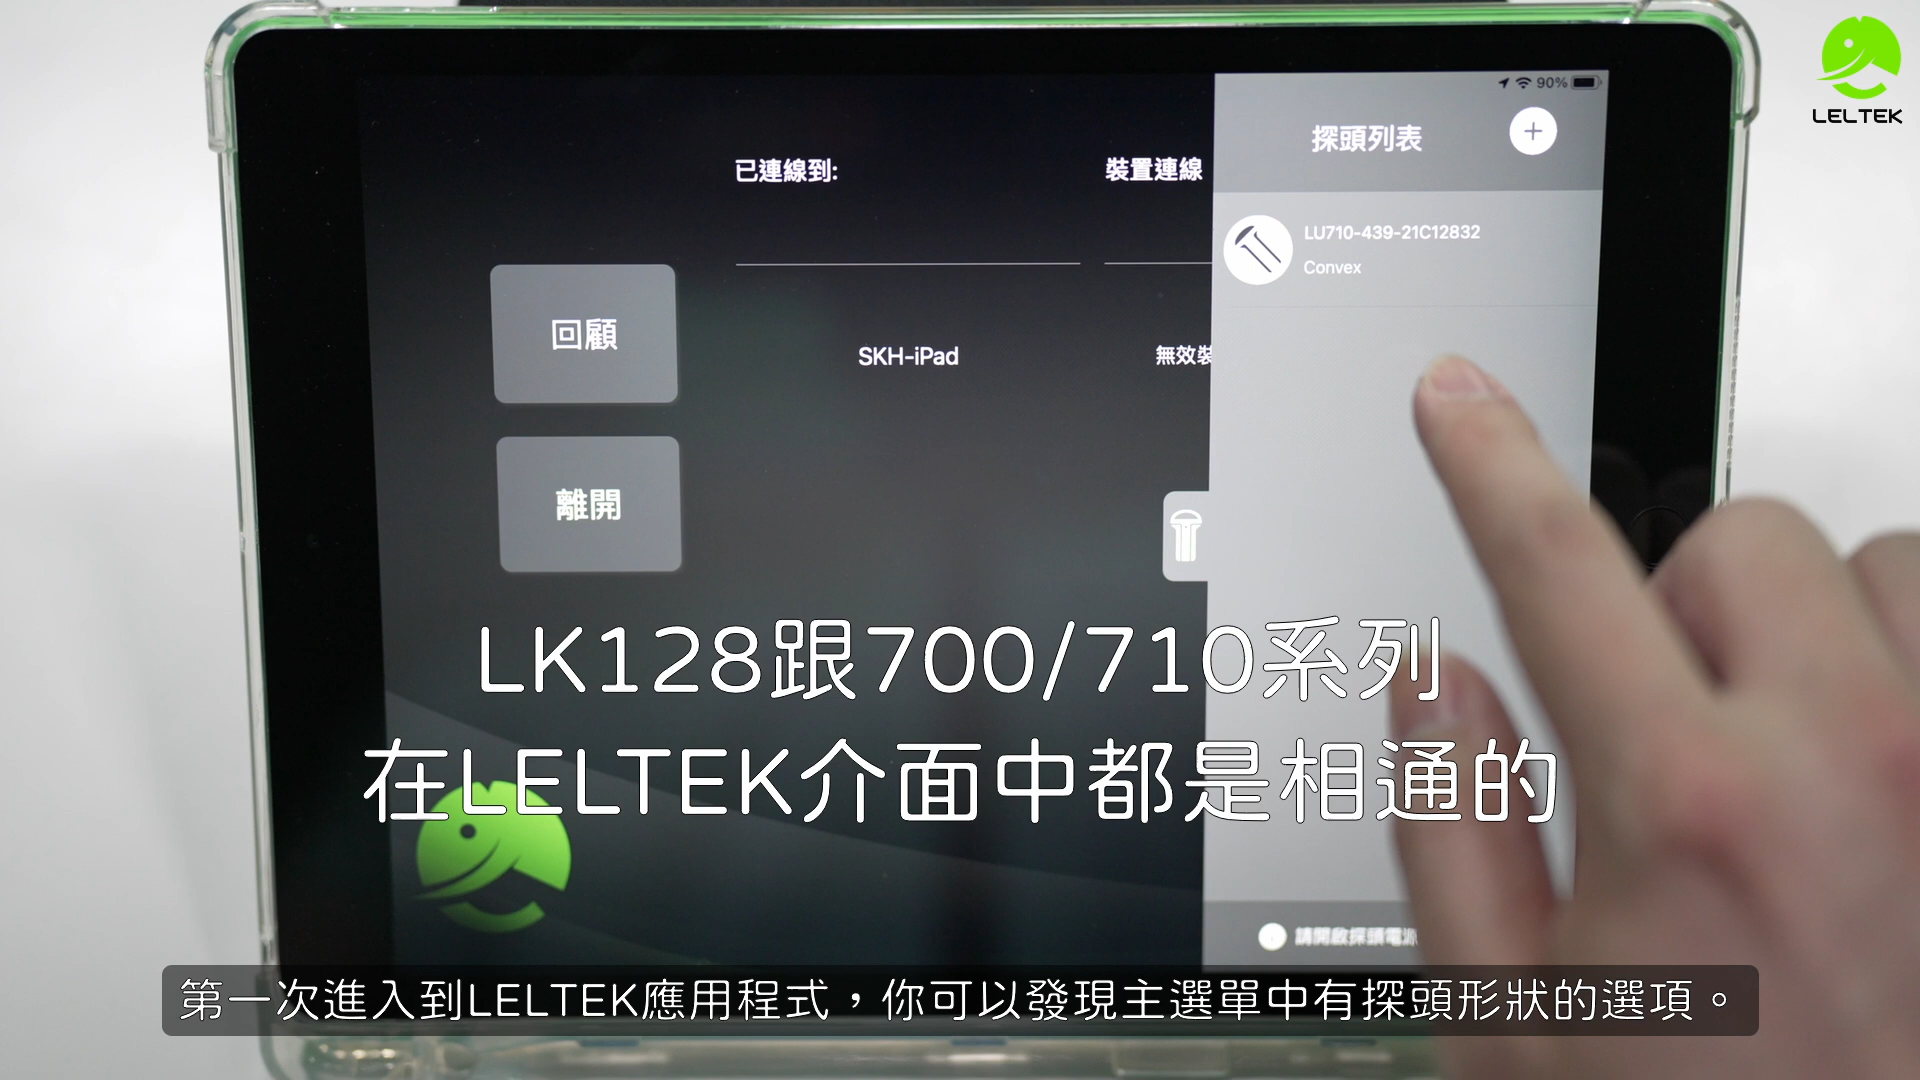 LELTEK
90%
探頭列表
已連線到:
裝置連線
LU710-439-21C12832
Convex
回顧
SKH-iPad
無效裝
離開
LK128跟700/710系列
在LELTEK介面中都是相通的
請開啟探頭電源
第一次進入到LELTEK應用程式，你可以發現主選單中有探頭形狀的選項。